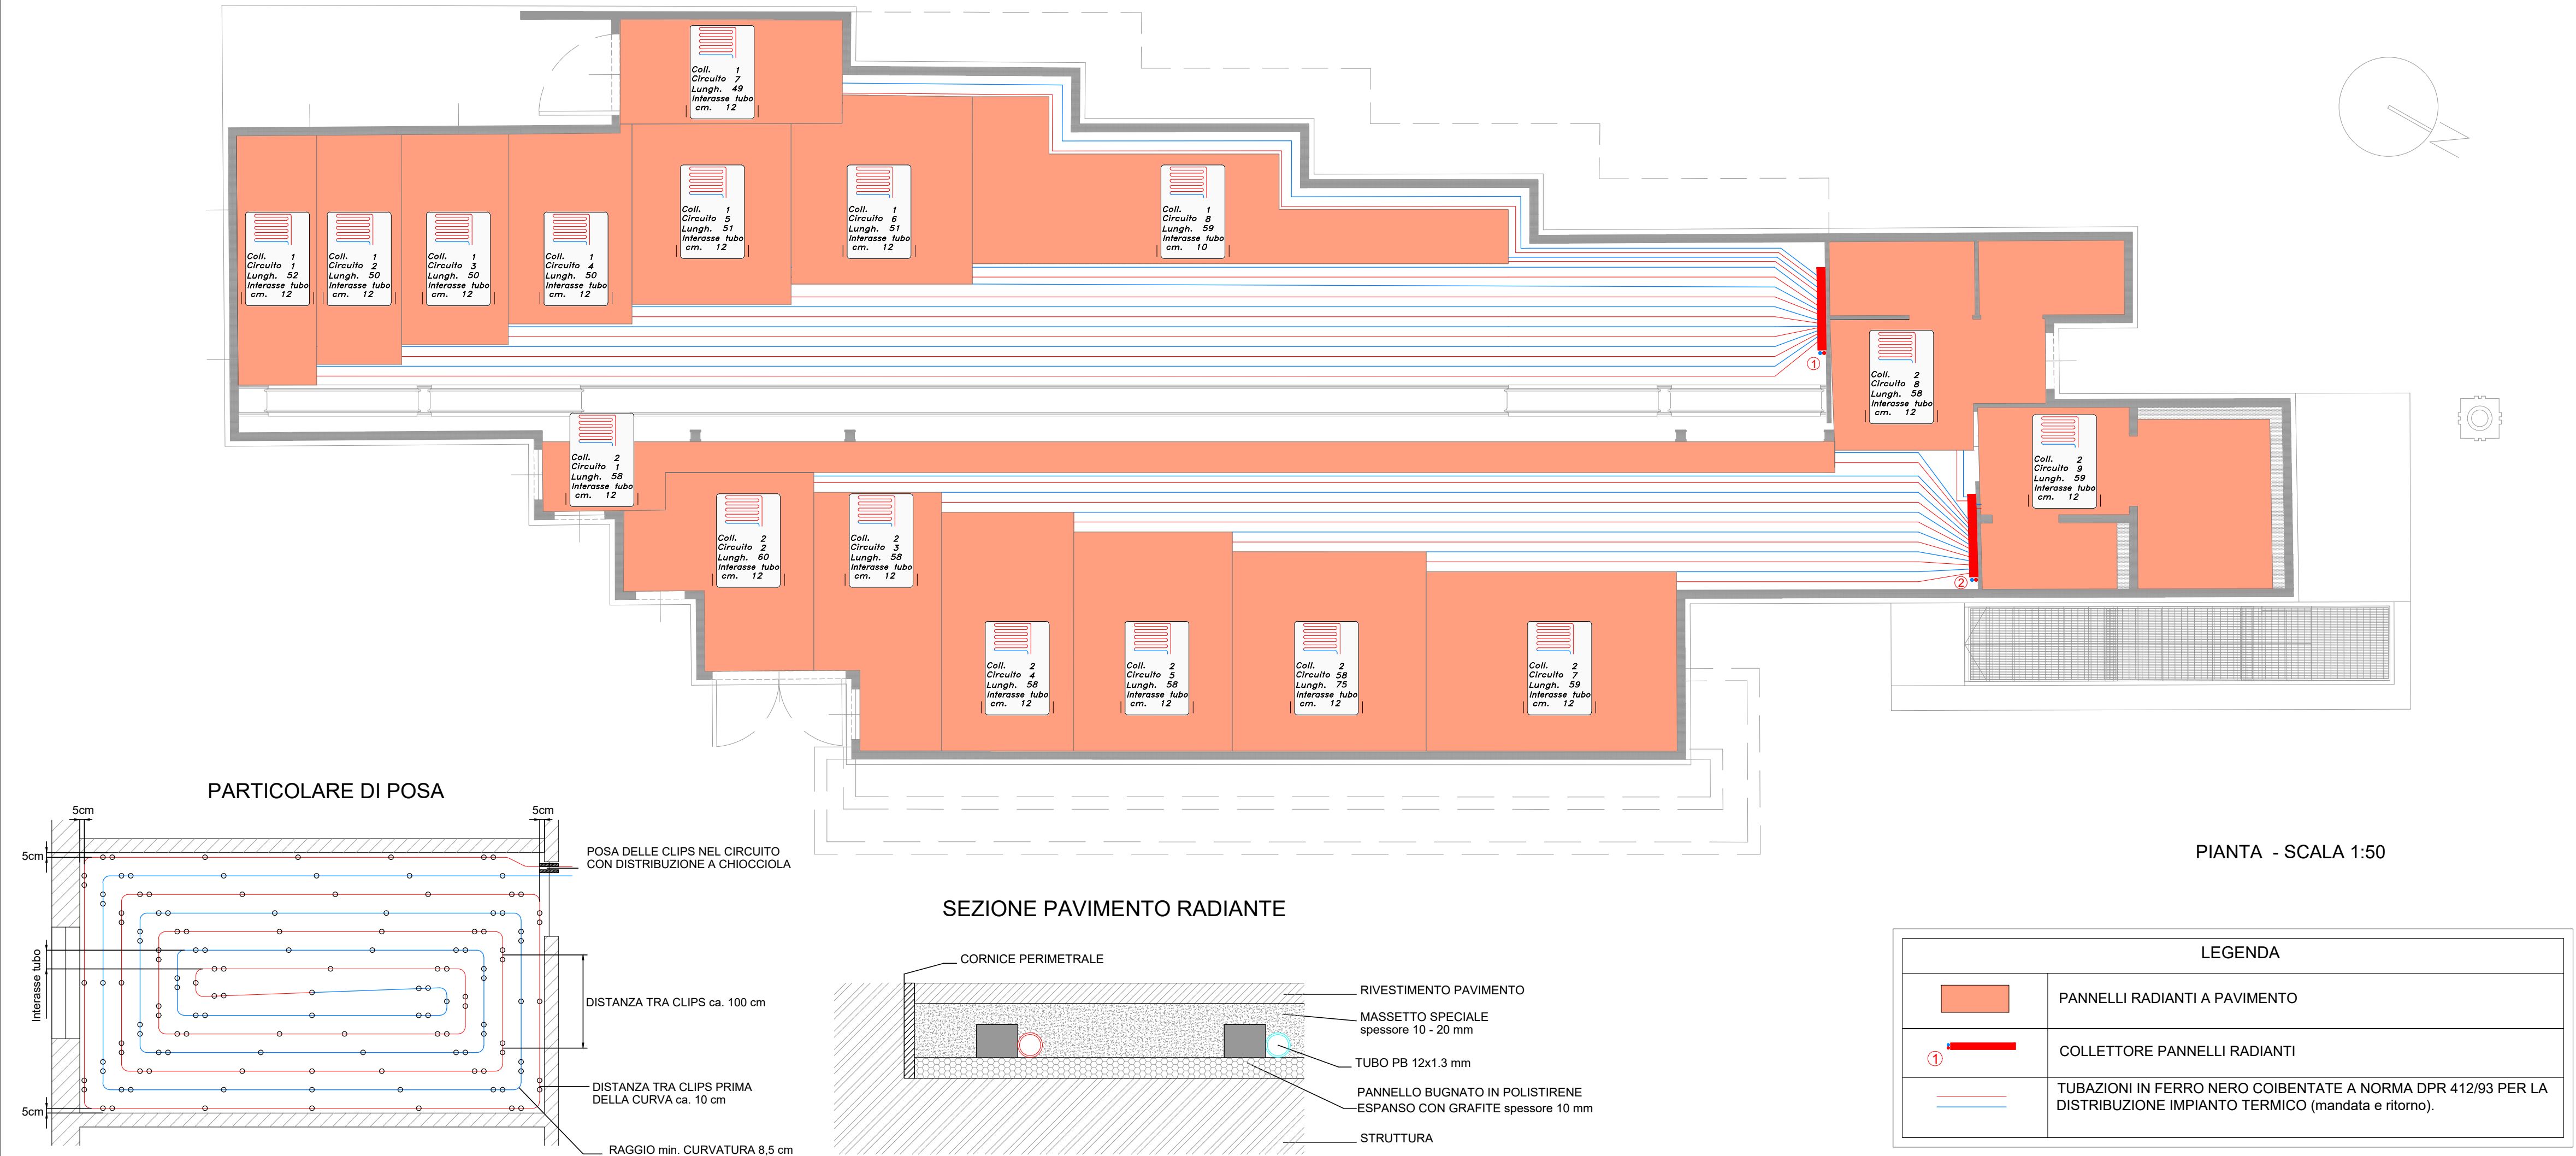 Coll. 1
Circuito 7
Lungh. 49
Interasse tubo
cm. 12
Coll. 1
Circuito 5
Lungh. 51
Interasse tubo
cm. 12
Coll. 1
Circuito 6
Lungh. 51
Interasse tubo
cm. 12
Coll. 1
Circuito 8
Lungh. 59
Interasse tubo
cm. 10
Coll. 1
Circuito 1
Lungh. 52
Interasse tubo
cm. 12
Coll. 1
Circuito 2
Lungh. 50
Interasse tubo
cm. 12
Coll. 1
Circuito 3
Lungh. 50
Interasse tubo
cm. 12
Coll. 1
Circuito 4
Lungh. 50
Interasse tubo
cm. 12
1
Coll. 2
Circuito 8
Lungh. 58
Interasse tubo
cm. 12
Coll. 2
Circuito 1
Lungh. 58
Interasse tubo
cm. 12
Coll. 2
Circuito 9
Lungh. 59
Interasse tubo
cm. 12
Coll. 2
Circuito 2
Lungh. 60
Interasse tubo
cm. 12
Coll. 2
Circuito 3
Lungh. 58
Interasse tubo
cm. 12
2
Coll. 2
Circuito 4
Lungh. 58
Interasse tubo
cm. 12
Coll. 2
Circuito 5
Lungh. 58
Interasse tubo
cm. 12
Coll. 2
Circuito 58
Lungh. 75
Interasse tubo
cm. 12
Coll. 2
Circuito 7
Lungh. 59
Interasse tubo
cm. 12
PARTICOLARE DI POSA
5cm
5cm
5cm
POSA DELLE CLIPS NEL CIRCUITO
CON DISTRIBUZIONE A CHIOCCIOLA
Interasse tubo
DISTANZA TRA CLIPS ca. 100 cm
DISTANZA TRA CLIPS PRIMA
DELLA CURVA ca. 10 cm
5cm
RAGGIO min. CURVATURA 8,5 cm
SEZIONE PAVIMENTO RADIANTE
CORNICE PERIMETRALE
RIVESTIMENTO PAVIMENTO
MASSETTO SPECIALE
spessore 10 - 20 mm
TUBO PB 12x1.3 mm
PANNELLO BUGNATO IN POLISTIRENE
ESPANSO CON GRAFITE spessore 10 mm
STRUTTURA
PIANTA - SCALA 1:50
LEGENDA
PANNELLI RADIANTI A PAVIMENTO
1
COLLETTORE PANNELLI RADIANTI
TUBAZIONI IN FERRO NERO COIBENTATE A NORMA DPR 412/93 PER LA
DISTRIBUZIONE IMPIANTO TERMICO (mandata e ritorno).